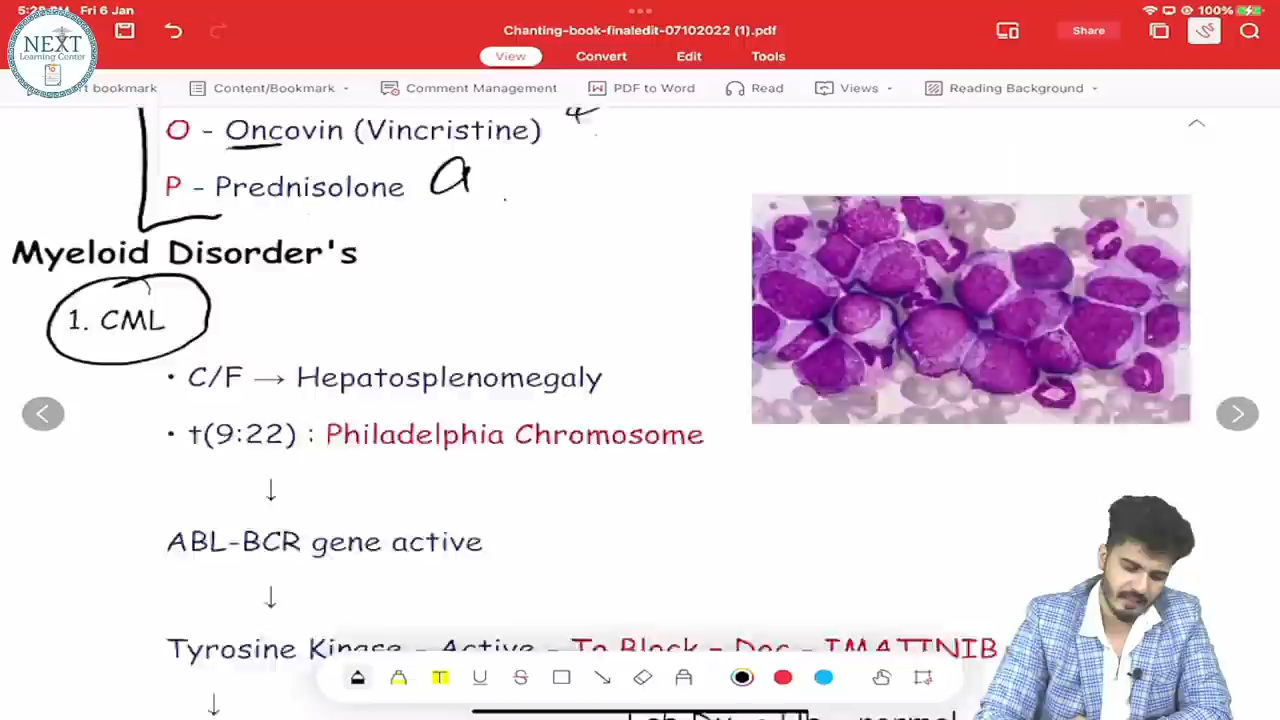 5:28 PM Fri 6 Jan
100%
NEXT
Learning Center
Chanting-book-finaledit-07102022 (1).pdf
Share
View
Convert
Edit
Tools
bookmark
Content/Bookmark
Comment Management
PDF to Word
Read
Views
Reading Background
O - Oncovin (Vincristine)
P - Prednisolone a
Myeloid Disorder's
1. CML
• C/F → Hepatosplenomegaly
• t(9:22) : Philadelphia Chromosome
↓
ABL-BCR gene active
↓
Tyrosine Kinase - Active - To Block - Doc - IMATINIB
↓